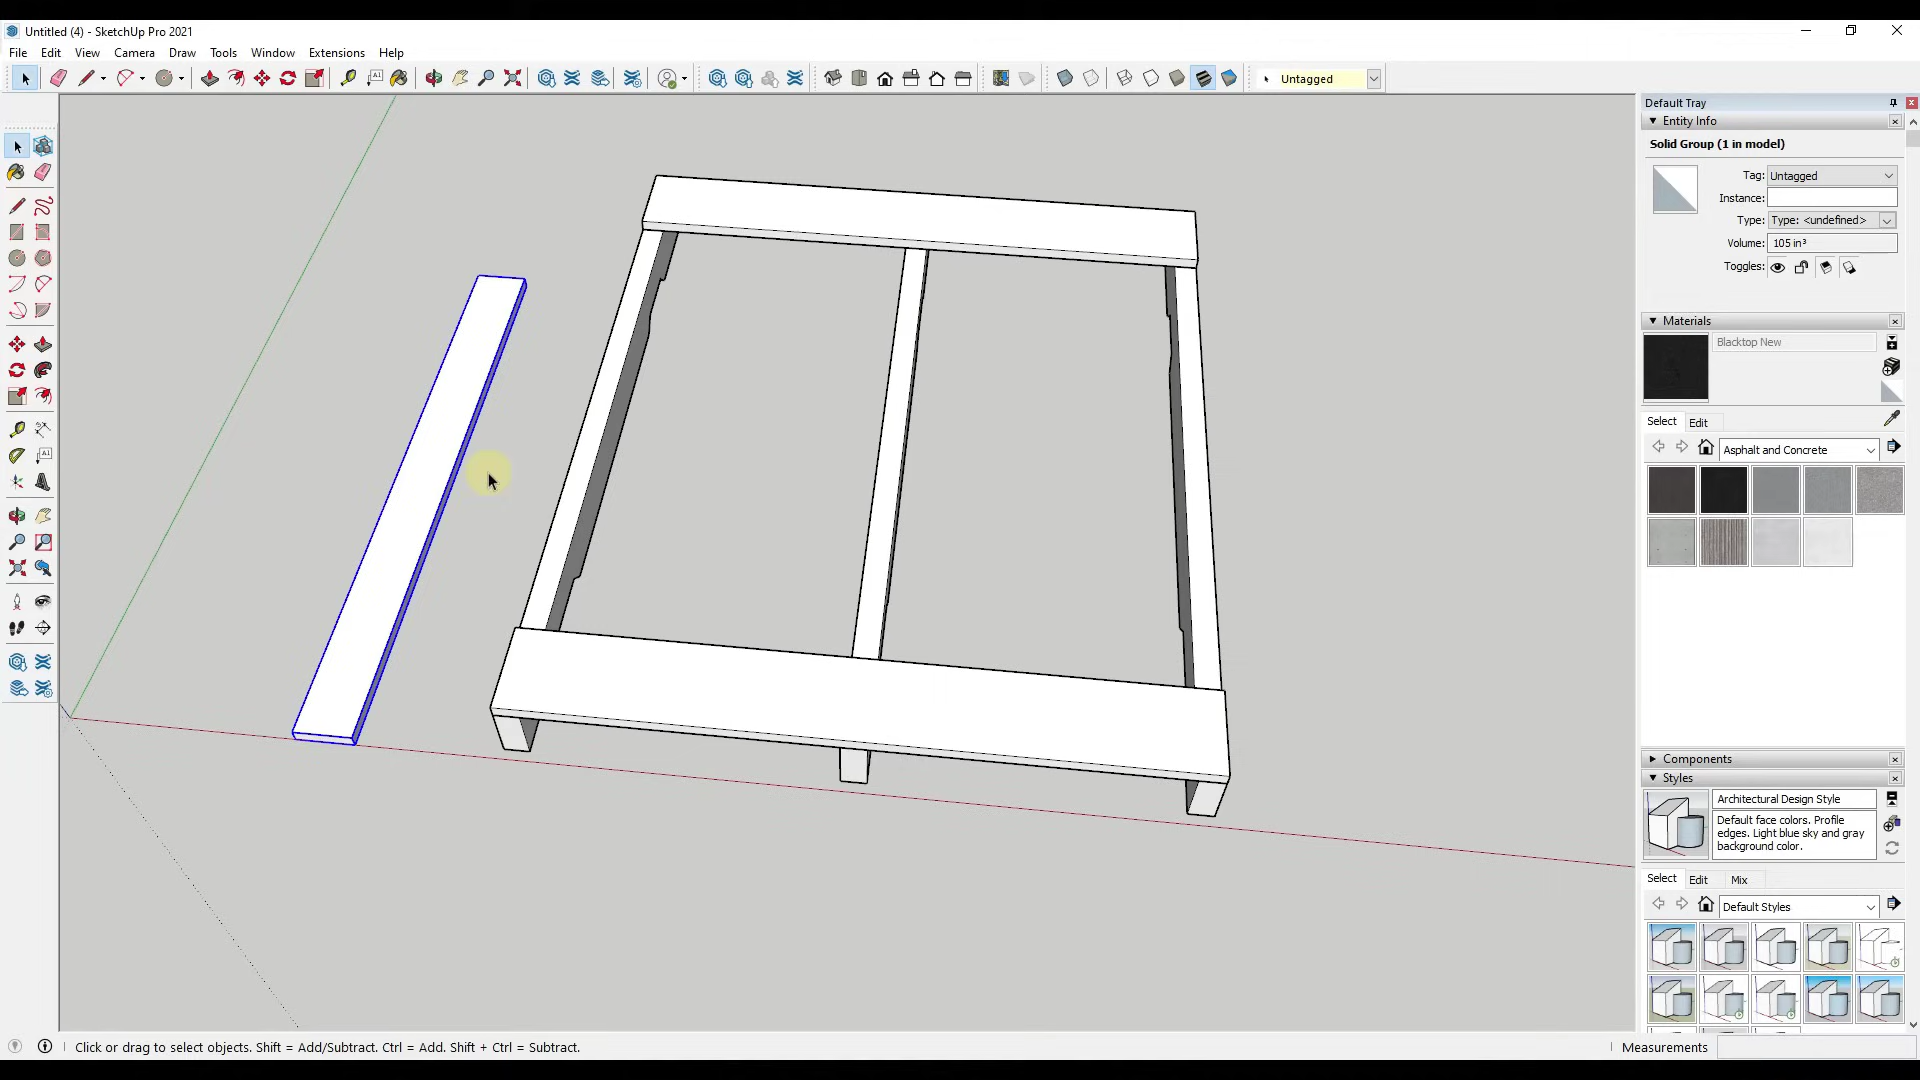 Untitled (4) - SketchUp Pro 2021
File Edit View Camera Draw Tools Window Extensions Help
Untagged
Default Tray
Entity Info
Solid Group (1 in model)
Tag: Untagged
Instance:
Type: Type: <undefined>
Volume: 105 in³
Toggles:
Materials
Blacktop New
Select Edit
Asphalt and Concrete
Components
Styles
Architectural Design Style
Default face colors. Profile
edges. Light blue sky and gray
background color.
Select Edit Mix
Default Styles
Click or drag to select objects. Shift = Add/Subtract. Ctrl = Add. Shift + Ctrl = Subtract.
Measurements